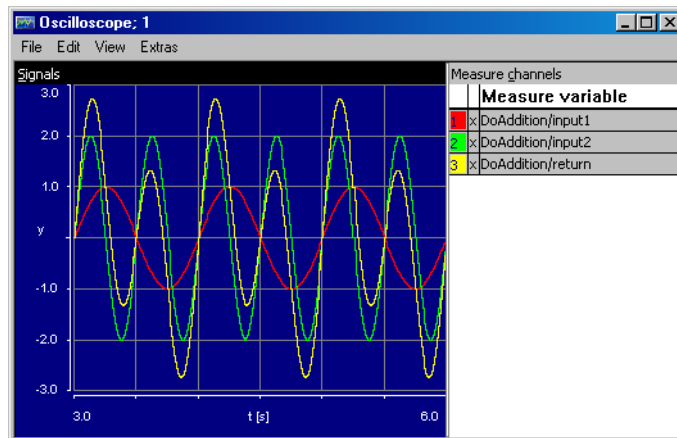 Oscilloscope; 1
File Edit View Extras
Signals
3.0
2.0
1.0
y
-1.0
-2.0
-3.0
3.0 t [s] 6.0
Measure channels
Measure variable
1 x DoAddition/input1
2 x DoAddition/input2
3 x DoAddition/return